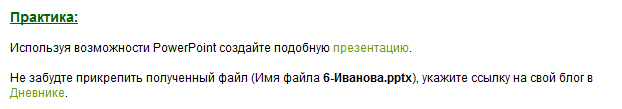 Практика:
Используя возможности PowerPoint создайте подобную презентацию.
Не забудте прикрепить полученный файл (Имя файла 6-Иванова.pptx), укажите ссылку на свой блог в
Дневнике.